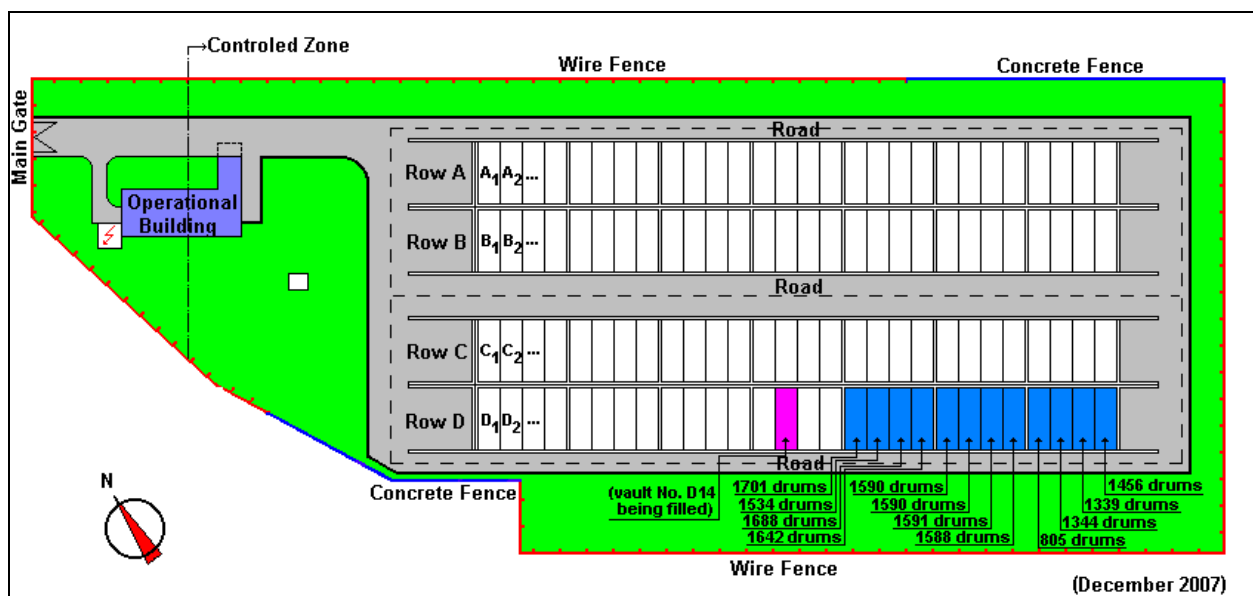 Controled Zone
Wire Fence
Concrete Fence
Main Gate
Road
Row A
A1 A2 ...
Operational
Building
Row B
B1 B2 ...
Road
Row C
C1 C2 ...
Row D
D1 D2 ...
Road
Concrete Fence
N
(vault No. D14
being filled)
1701 drums
1534 drums
1688 drums
1642 drums
1590 drums
1590 drums
1591 drums
1588 drums
1456 drums
1339 drums
1344 drums
805 drums
Wire Fence
(December 2007)